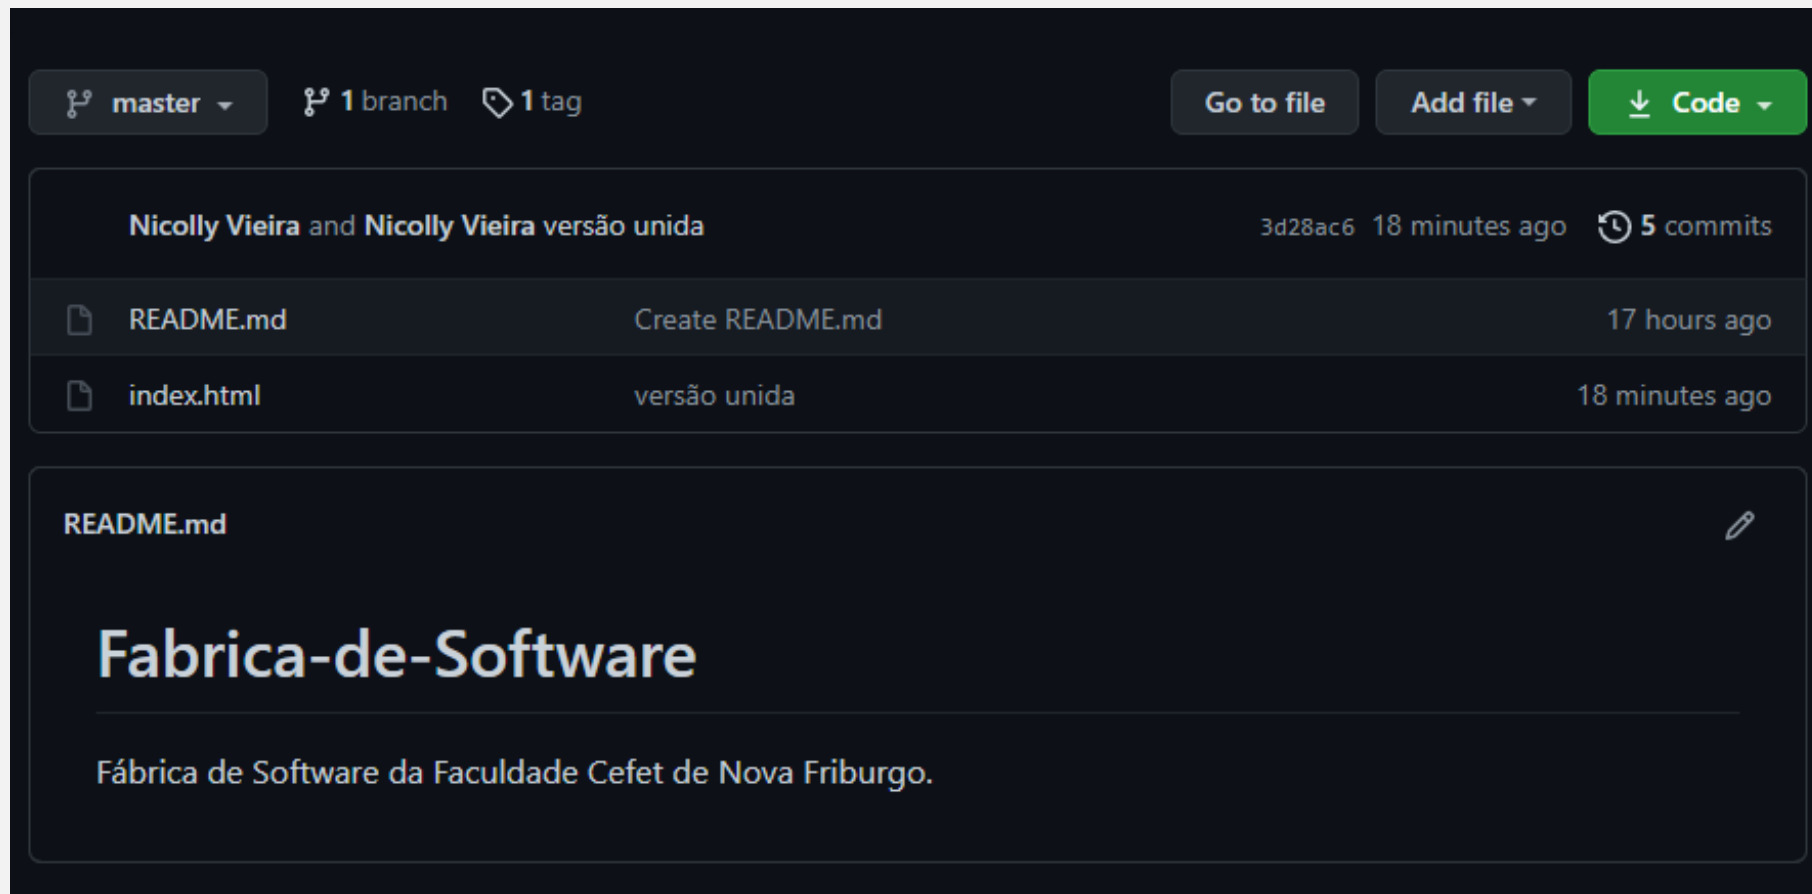 master 1 branch 1 tag Go to file Add file Code
Nicolly Vieira and Nicolly Vieira versão unida 3d28ac6 18 minutes ago 5 commits
README.md Create README.md 17 hours ago
index.html versão unida 18 minutes ago
README.md
Fabrica-de-Software
Fábrica de Software da Faculdade Cefet de Nova Friburgo.